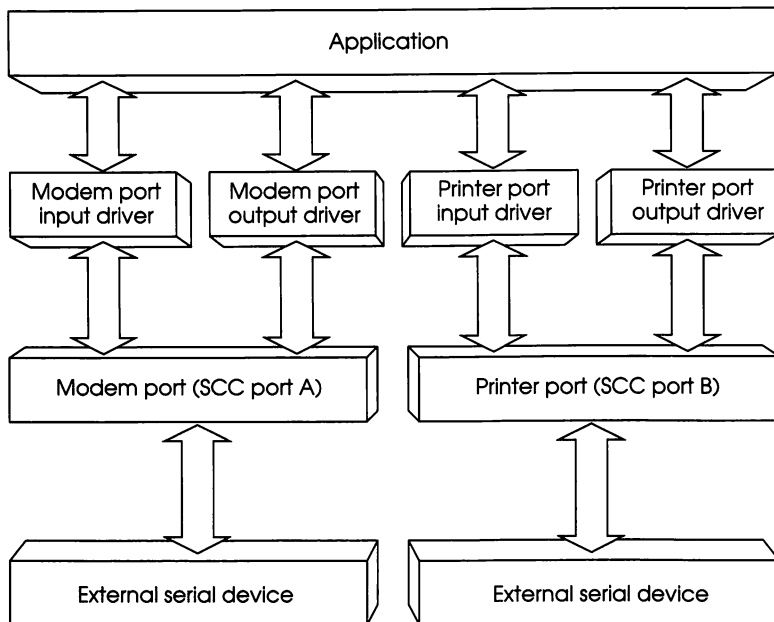 Application
Modem port
input driver
Modem port
output driver
Printer port
input driver
Printer port
output driver
Modem port (SCC port A)
Printer port (SCC port B)
External serial device
External serial device